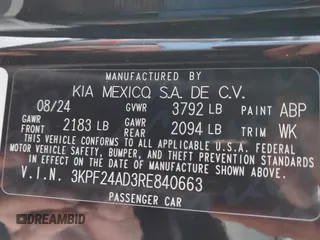 MANUFACTURED BY
KIA MEXICO, S.A. DE C.V.
08/24 GVWR 3792 LB PAINT ABP
GAWR FRONT 2183 LB GAWR REAR 2094 LB TRIM WK
THIS VEHICLE CONFORMS TO ALL APPLICABLE U.S.A. FEDERAL
MOTOR VEHICLE SAFETY, BUMPER, AND THEFT PREVENTION STANDARDS
IN EFFECT ON THE DATE OF MANUFACTURE SHOWN ABOVE.
V.I.N. 3KPF24AD3RE840663
PASSENGER CAR
DREAMBID